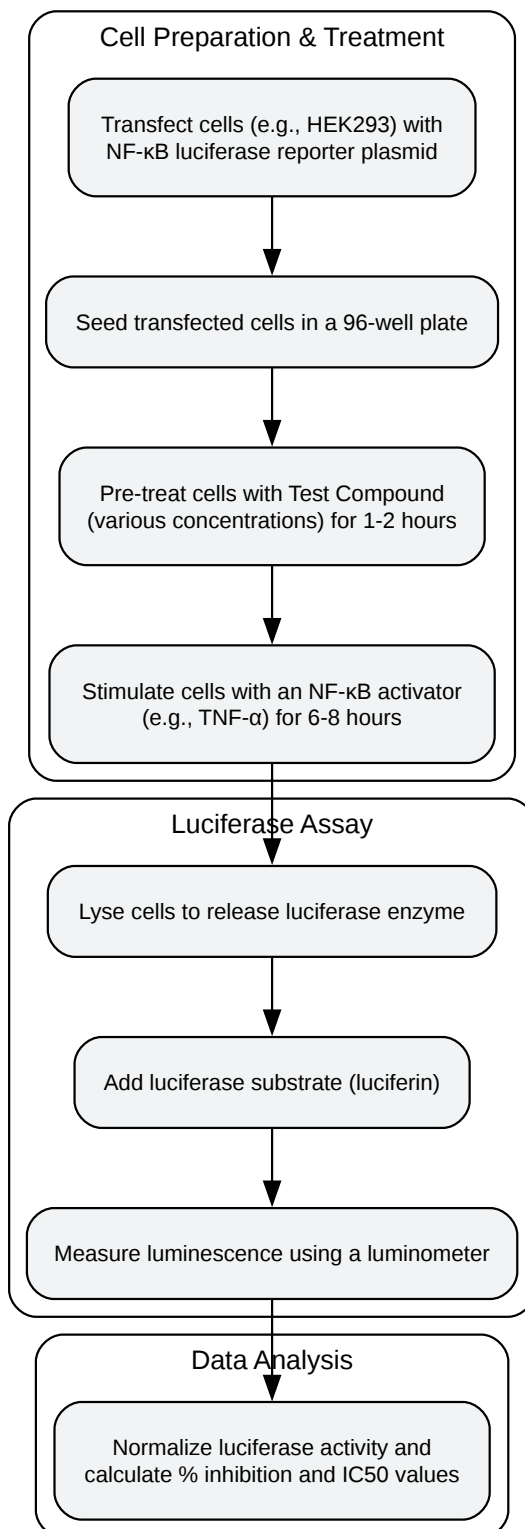 Cell Preparation & Treatment
Transfect cells (e.g., HEK293) with
NF-κB luciferase reporter plasmid
Seed transfected cells in a 96-well plate
Pre-treat cells with Test Compound
(various concentrations) for 1-2 hours
Stimulate cells with an NF-κB activator
(e.g., TNF-α) for 6-8 hours
Luciferase Assay
Lyse cells to release luciferase enzyme
Add luciferase substrate (luciferin)
Measure luminescence using a luminometer
Data Analysis
Normalize luciferase activity and
calculate % inhibition and IC50 values